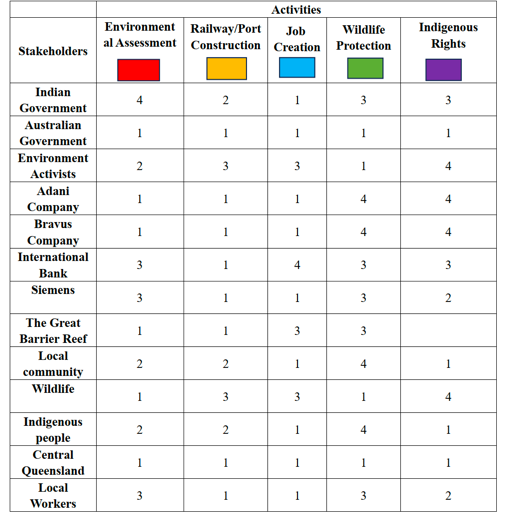 Activities
Stakeholders
Environment
al Assessment
Railway/Port
Construction
Job
Creation
Wildlife
Protection
Indigenous
Rights
Indian
Government
4 2 1 3 3
Australian
Government
1 1 1 1 1
Environment
Activists
2 3 3 1 4
Adani
Company
1 1 1 4 4
Bravus
Company
1 1 1 4 4
International
Bank
3 1 4 3 3
Siemens
3 1 1 3 2
The Great
Barrier Reef
1 1 3 3
Local
community
2 2 1 4 1
Wildlife
1 3 3 1 4
Indigenous
people
2 2 1 4 1
Central
Queensland
1 1 1 1 1
Local
Workers
3 1 1 3 2